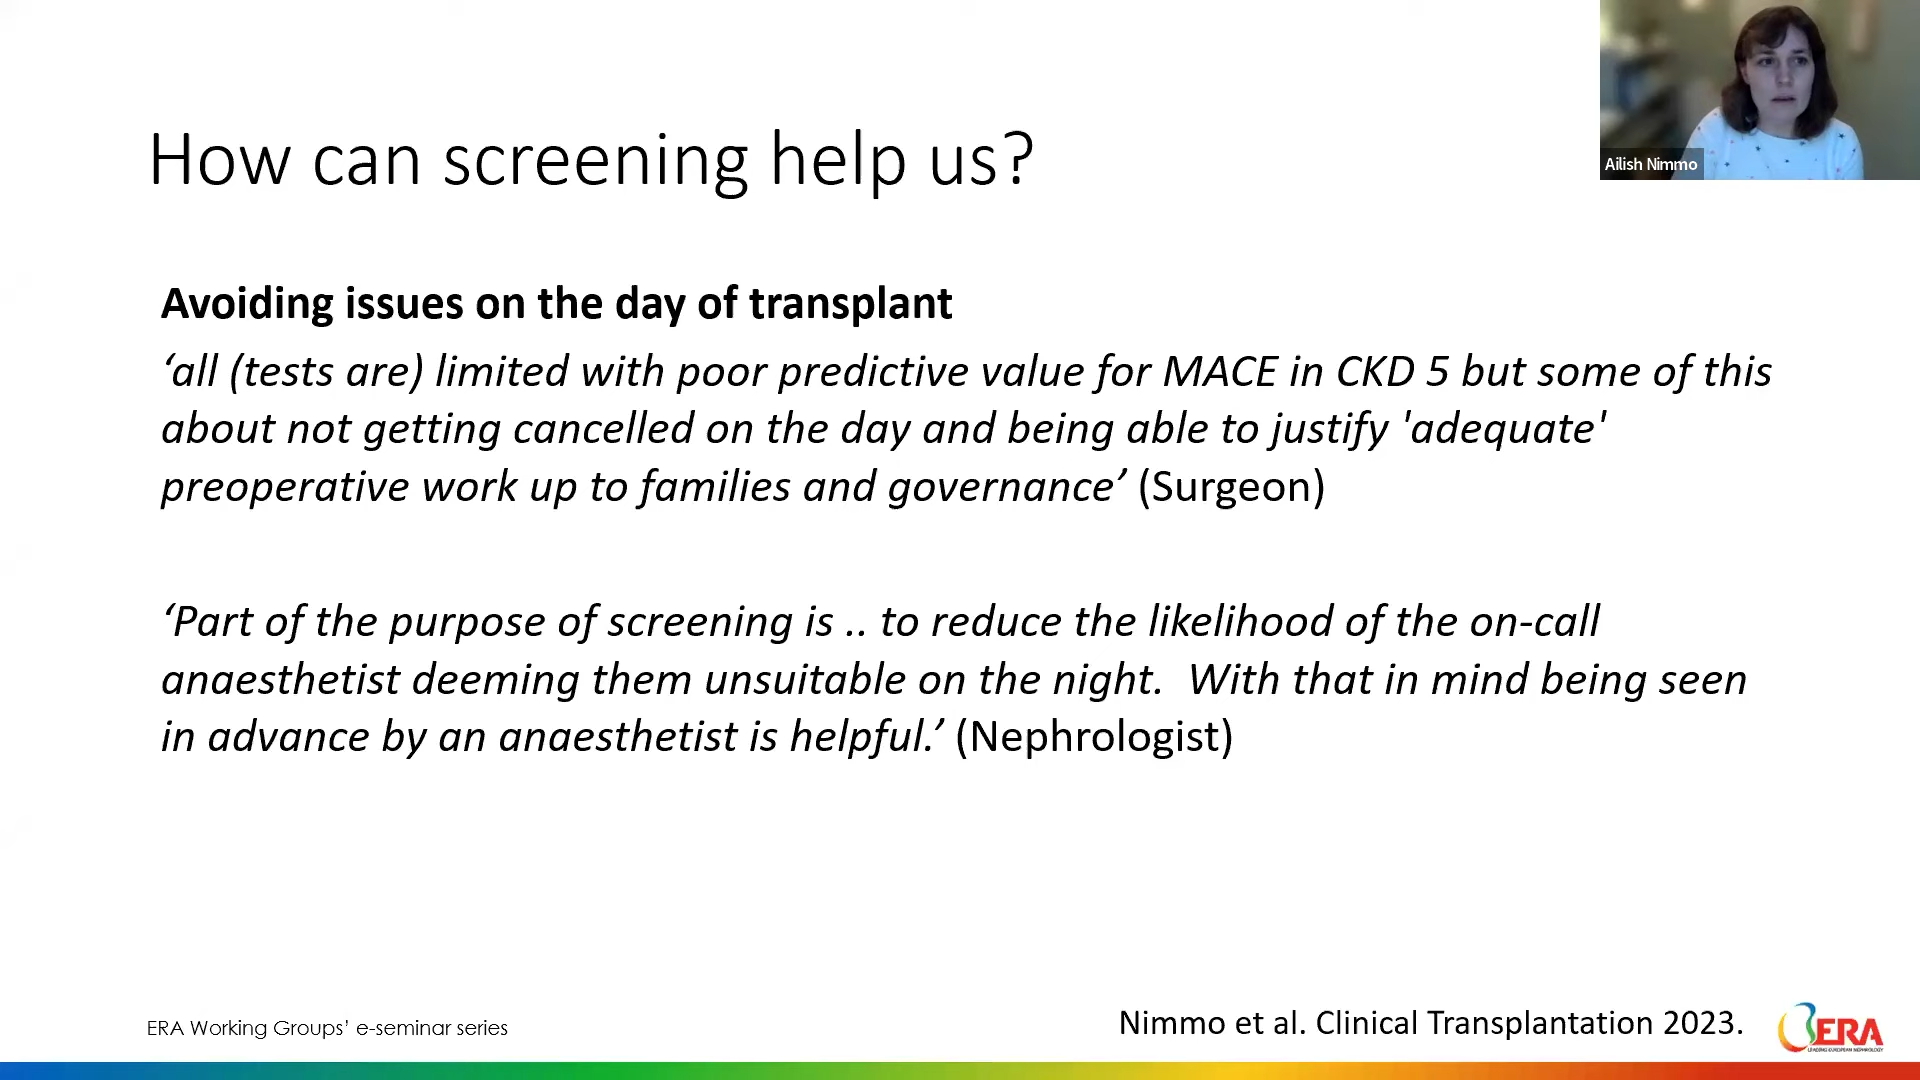 Ailish Nimmo
How can screening help us?
Avoiding issues on the day of transplant
‘all (tests are) limited with poor predictive value for MACE in CKD 5 but some of this
about not getting cancelled on the day and being able to justify 'adequate'
preoperative work up to families and governance’ (Surgeon)
‘Part of the purpose of screening is .. to reduce the likelihood of the on-call
anaesthetist deeming them unsuitable on the night.  With that in mind being seen
in advance by an anaesthetist is helpful.’ (Nephrologist)
ERA Working Groups’ e-seminar series
Nimmo et al. Clinical Transplantation 2023.
ERA
LEADING EUROPEAN NEPHROLOGY